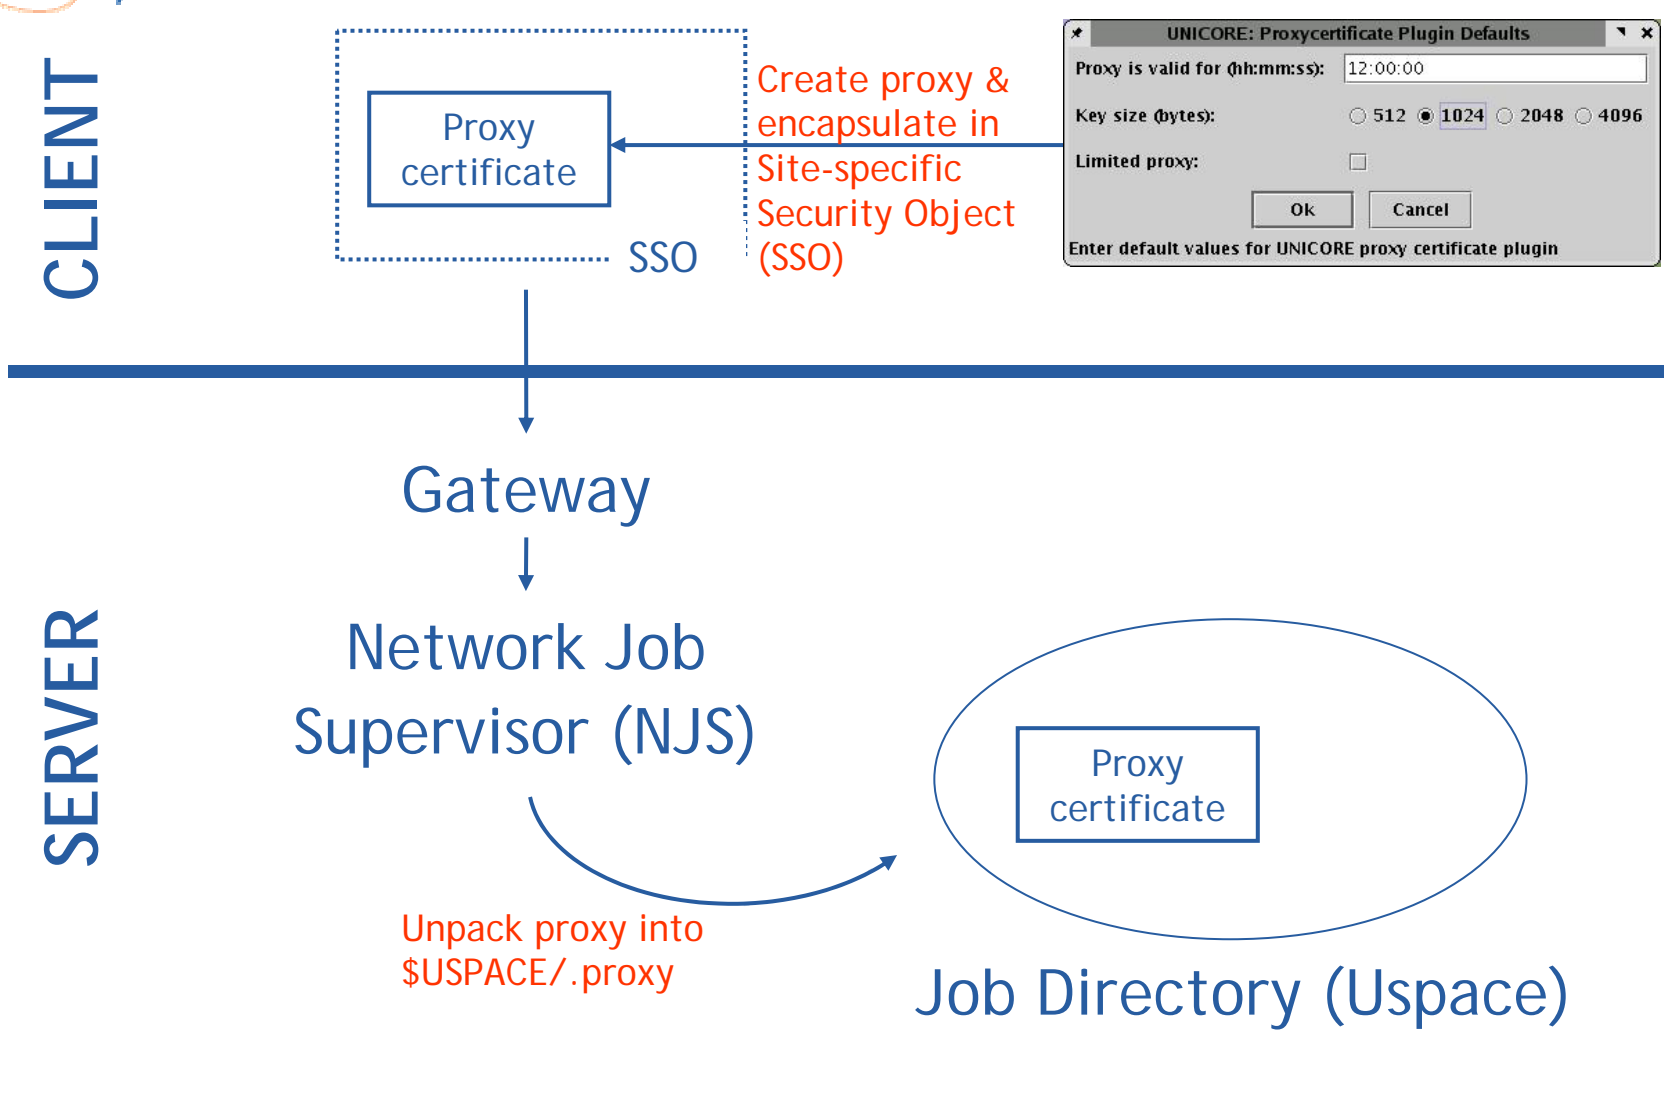 CLIENT
Proxy
certificate
SSO
Create proxy &
encapsulate in
Site-specific
Security Object
(SSO)
UNICORE: Proxycertificate Plugin Defaults
Proxy is valid for (hh:mm:ss): 12:00:00
Key size (bytes): 512 1024 2048 4096
Limited proxy:
Ok Cancel
Enter default values for UNICORE proxy certificate plugin
SERVER
Gateway
Network Job
Supervisor (NJS)
Proxy
certificate
Unpack proxy into
$USPACE/.proxy
Job Directory (Uspace)